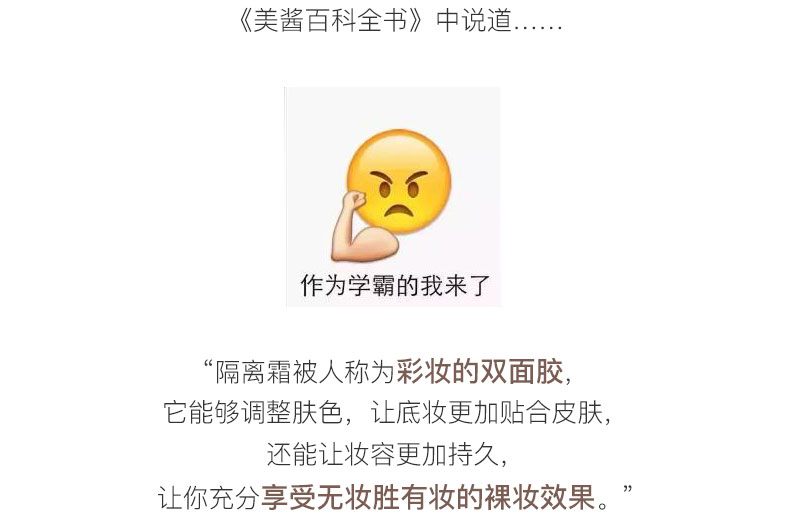 《美酱百科全书》中说道……
作为学霸的我来了
“隔离霜被人称为彩妆的双面胶，
它能够调整肤色，让底妆更加贴合皮肤，
还能让妆容更加持久，
让你充分享受无妆胜有妆的裸妆效果。”